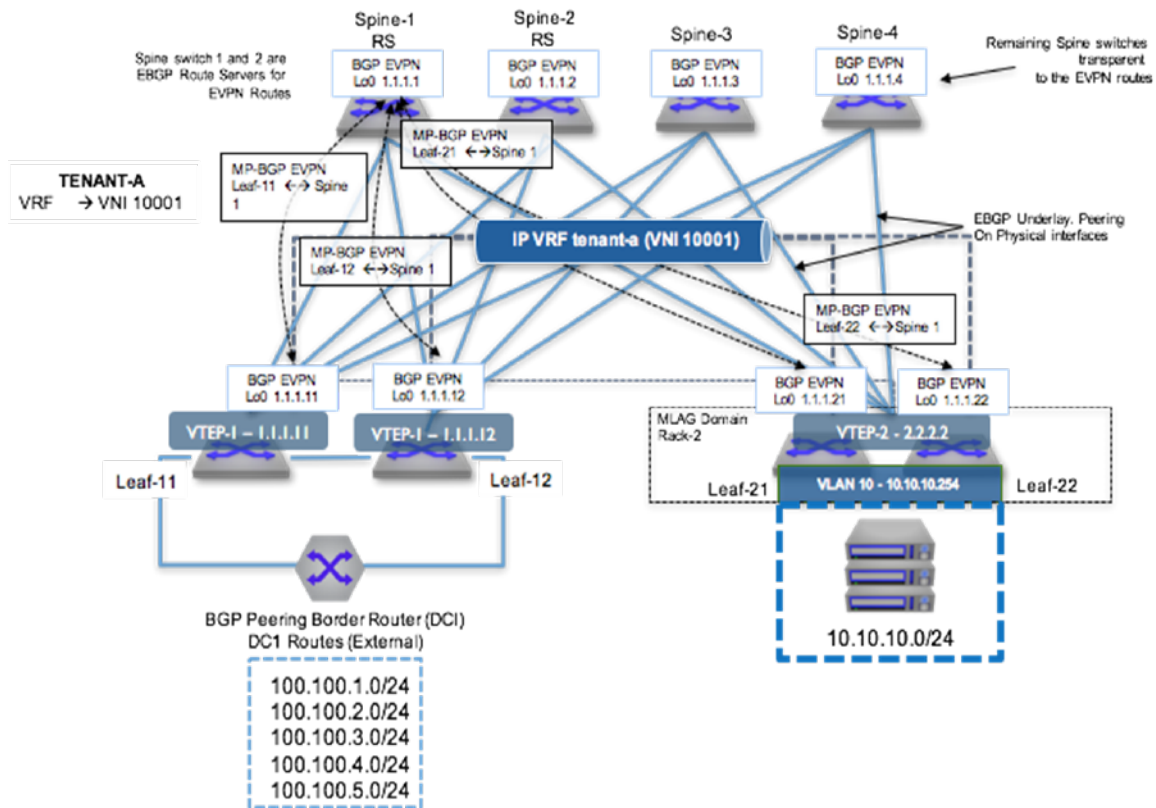 Spine-1
RS
Spine-2
RS
Spine-3
Spine-4
Spine switch 1 and 2 are
EBGP Route Servers for
EVPN Routes
BGP EVPN
Lo0 1.1.1.1
BGP EVPN
Lo0 1.1.1.2
BGP EVPN
Lo0 1.1.1.3
BGP EVPN
Lo0 1.1.1.4
Remaining Spine switches
transparent
to the EVPN routes
MP-BGP EVPN
Leaf-21 ←→Spine 1
MP-BGP EVPN
Leaf-11 ←→Spine
1
TENANT-A
VRF → VNI 10001
IP VRF tenant-a (VNI 10001)
EBGP Underlay. Peering
On Physical interfaces
MP-BGP EVPN
Leaf-12 ←→Spine 1
MP-BGP EVPN
Leaf-22 ←→Spine 1
BGP EVPN
Lo0 1.1.1.11
BGP EVPN
Lo0 1.1.1.12
BGP EVPN
Lo0 1.1.1.21
BGP EVPN
Lo0 1.1.1.22
VTEP-1 – 1.1.1.11
VTEP-1 – 1.1.1.12
MLAG Domain
Rack-2
VTEP-2 - 2.2.2.2
Leaf-11
Leaf-12
Leaf-21
VLAN 10 - 10.10.10.254
Leaf-22
BGP Peering Border Router (DCI)
DC1 Routes (External)
10.10.10.0/24
100.100.1.0/24
100.100.2.0/24
100.100.3.0/24
100.100.4.0/24
100.100.5.0/24